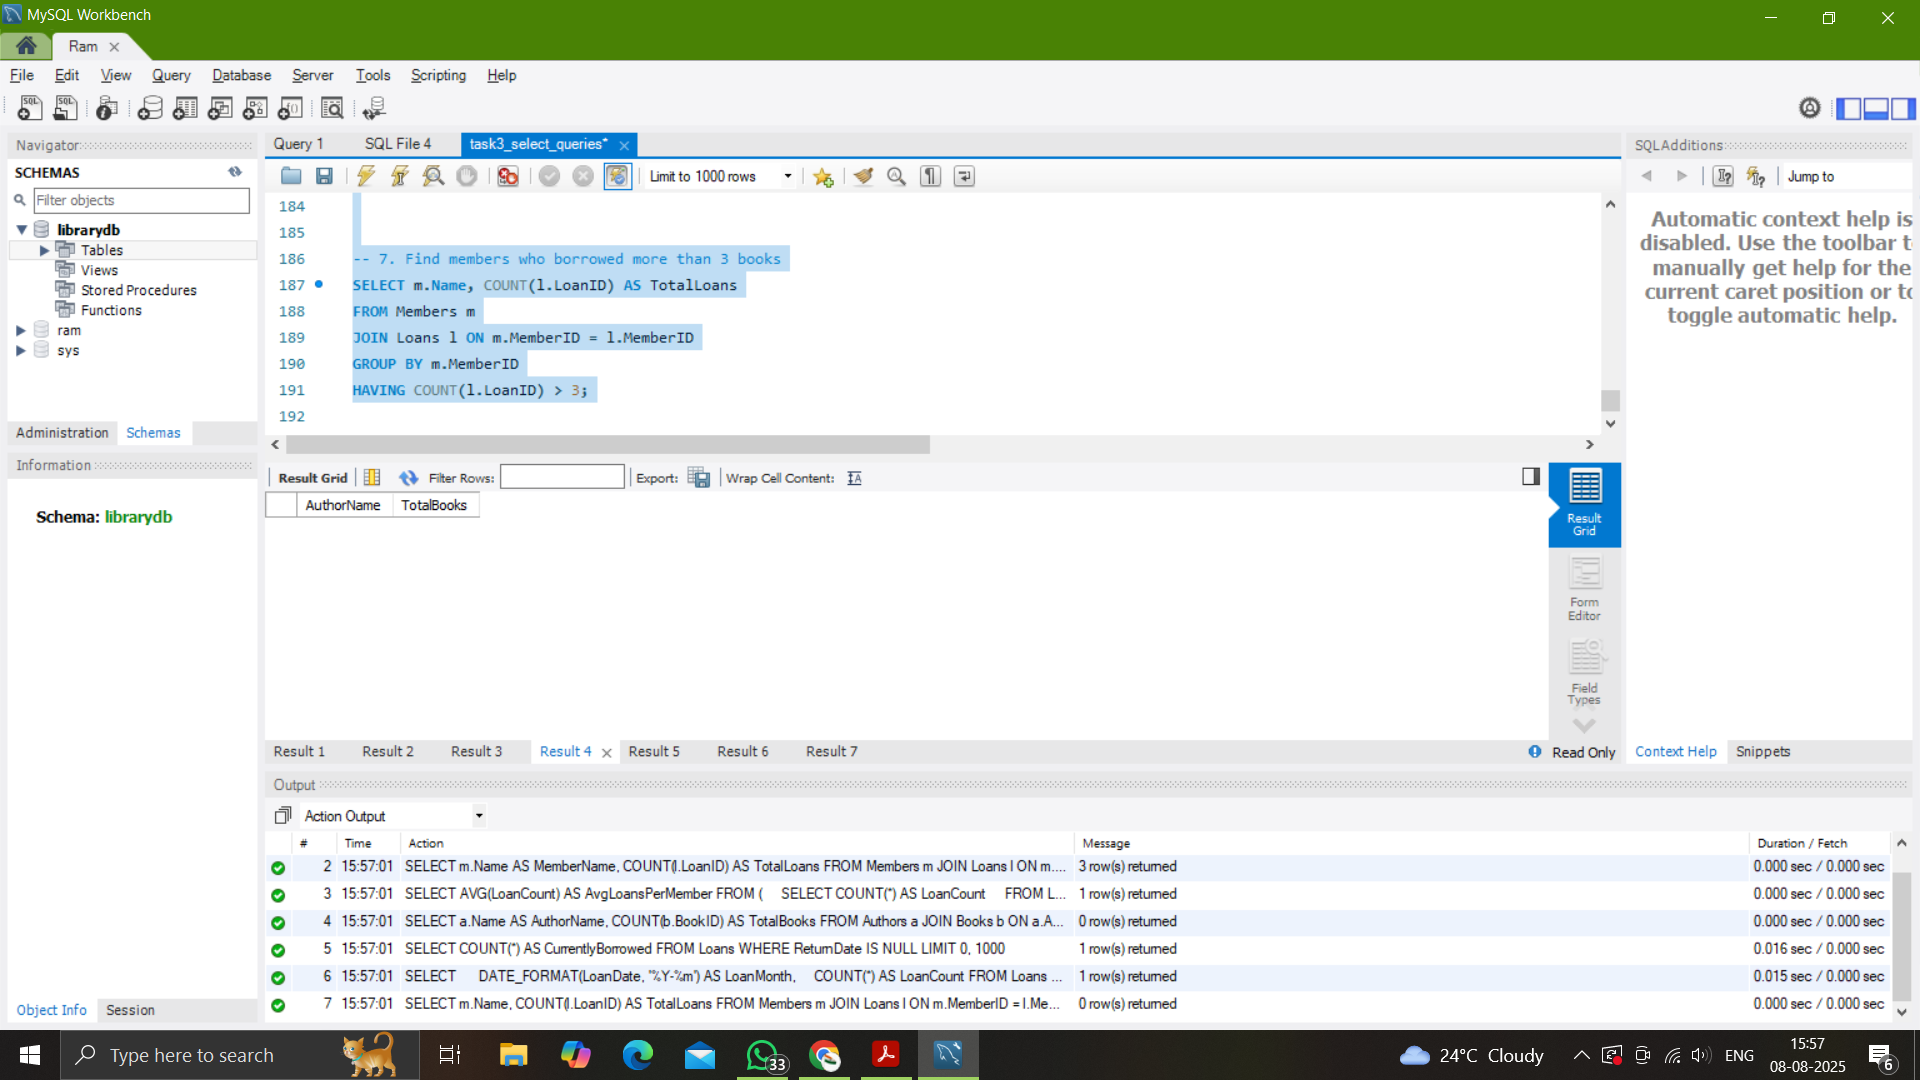 MySQL Workbench
Ram
File Edit View Query Database Server Tools Scripting Help
Navigator
SCHEMAS
Filter objects
librarydb
Tables
Views
Stored Procedures
Functions
ram
sys
Administration Schemas
Information
Schema: librarydb
Object Info Session
Query 1 SQL File 4 task3_select_queries*
Limit to 1000 rows
184
185
186 -- 7. Find members who borrowed more than 3 books
187 SELECT m.Name, COUNT(l.LoanID) AS TotalLoans
188 FROM Members m
189 JOIN Loans l ON m.MemberID = l.MemberID
190 GROUP BY m.MemberID
191 HAVING COUNT(l.LoanID) > 3;
192
Result Grid Filter Rows: Export: Wrap Cell Content:
AuthorName TotalBooks
Result Grid
Form Editor
Field Types
Result 1 Result 2 Result 3 Result 4 Result 5 Result 6 Result 7 Read Only
SQLAdditions
Jump to
Automatic context help is
disabled. Use the toolbar t
manually get help for the
current caret position or to
toggle automatic help.
Context Help Snippets
Output
Action Output
# Time Action Message Duration / Fetch
2 15:57:01 SELECT m.Name AS MemberName, COUNT(l.LoanID) AS TotalLoans FROM Members m JOIN Loans l ON m.... 3 row(s) returned 0.000 sec / 0.000 sec
3 15:57:01 SELECT AVG(LoanCount) AS AvgLoansPerMember FROM ( SELECT COUNT(*) AS LoanCount FROM L... 1 row(s) returned 0.000 sec / 0.000 sec
4 15:57:01 SELECT a.Name AS AuthorName, COUNT(b.BookID) AS TotalBooks FROM Authors a JOIN Books b ON a.A... 0 row(s) returned 0.000 sec / 0.000 sec
5 15:57:01 SELECT COUNT(*) AS CurrentlyBorrowed FROM Loans WHERE ReturnDate IS NULL LIMIT 0, 1000 1 row(s) returned 0.016 sec / 0.000 sec
6 15:57:01 SELECT DATE_FORMAT(LoanDate, '%Y-%m') AS LoanMonth, COUNT(*) AS LoanCount FROM Loans ... 1 row(s) returned 0.015 sec / 0.000 sec
7 15:57:01 SELECT m.Name, COUNT(l.LoanID) AS TotalLoans FROM Members m JOIN Loans l ON m.MemberID = l.Me... 0 row(s) returned 0.000 sec / 0.000 sec
Type here to search
33
24°C Cloudy
ENG
15:57
08-08-2025
6